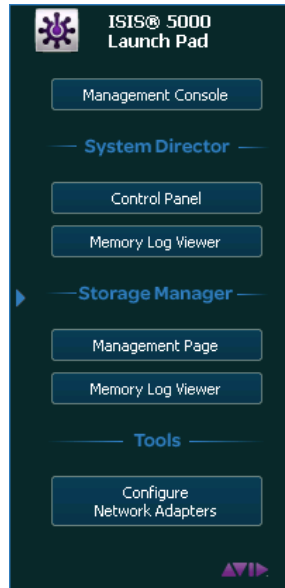 ISIS® 5000
Launch Pad
Management Console
System Director
Control Panel
Memory Log Viewer
Storage Manager
Management Page
Memory Log Viewer
Tools
Configure
Network Adapters
AVID